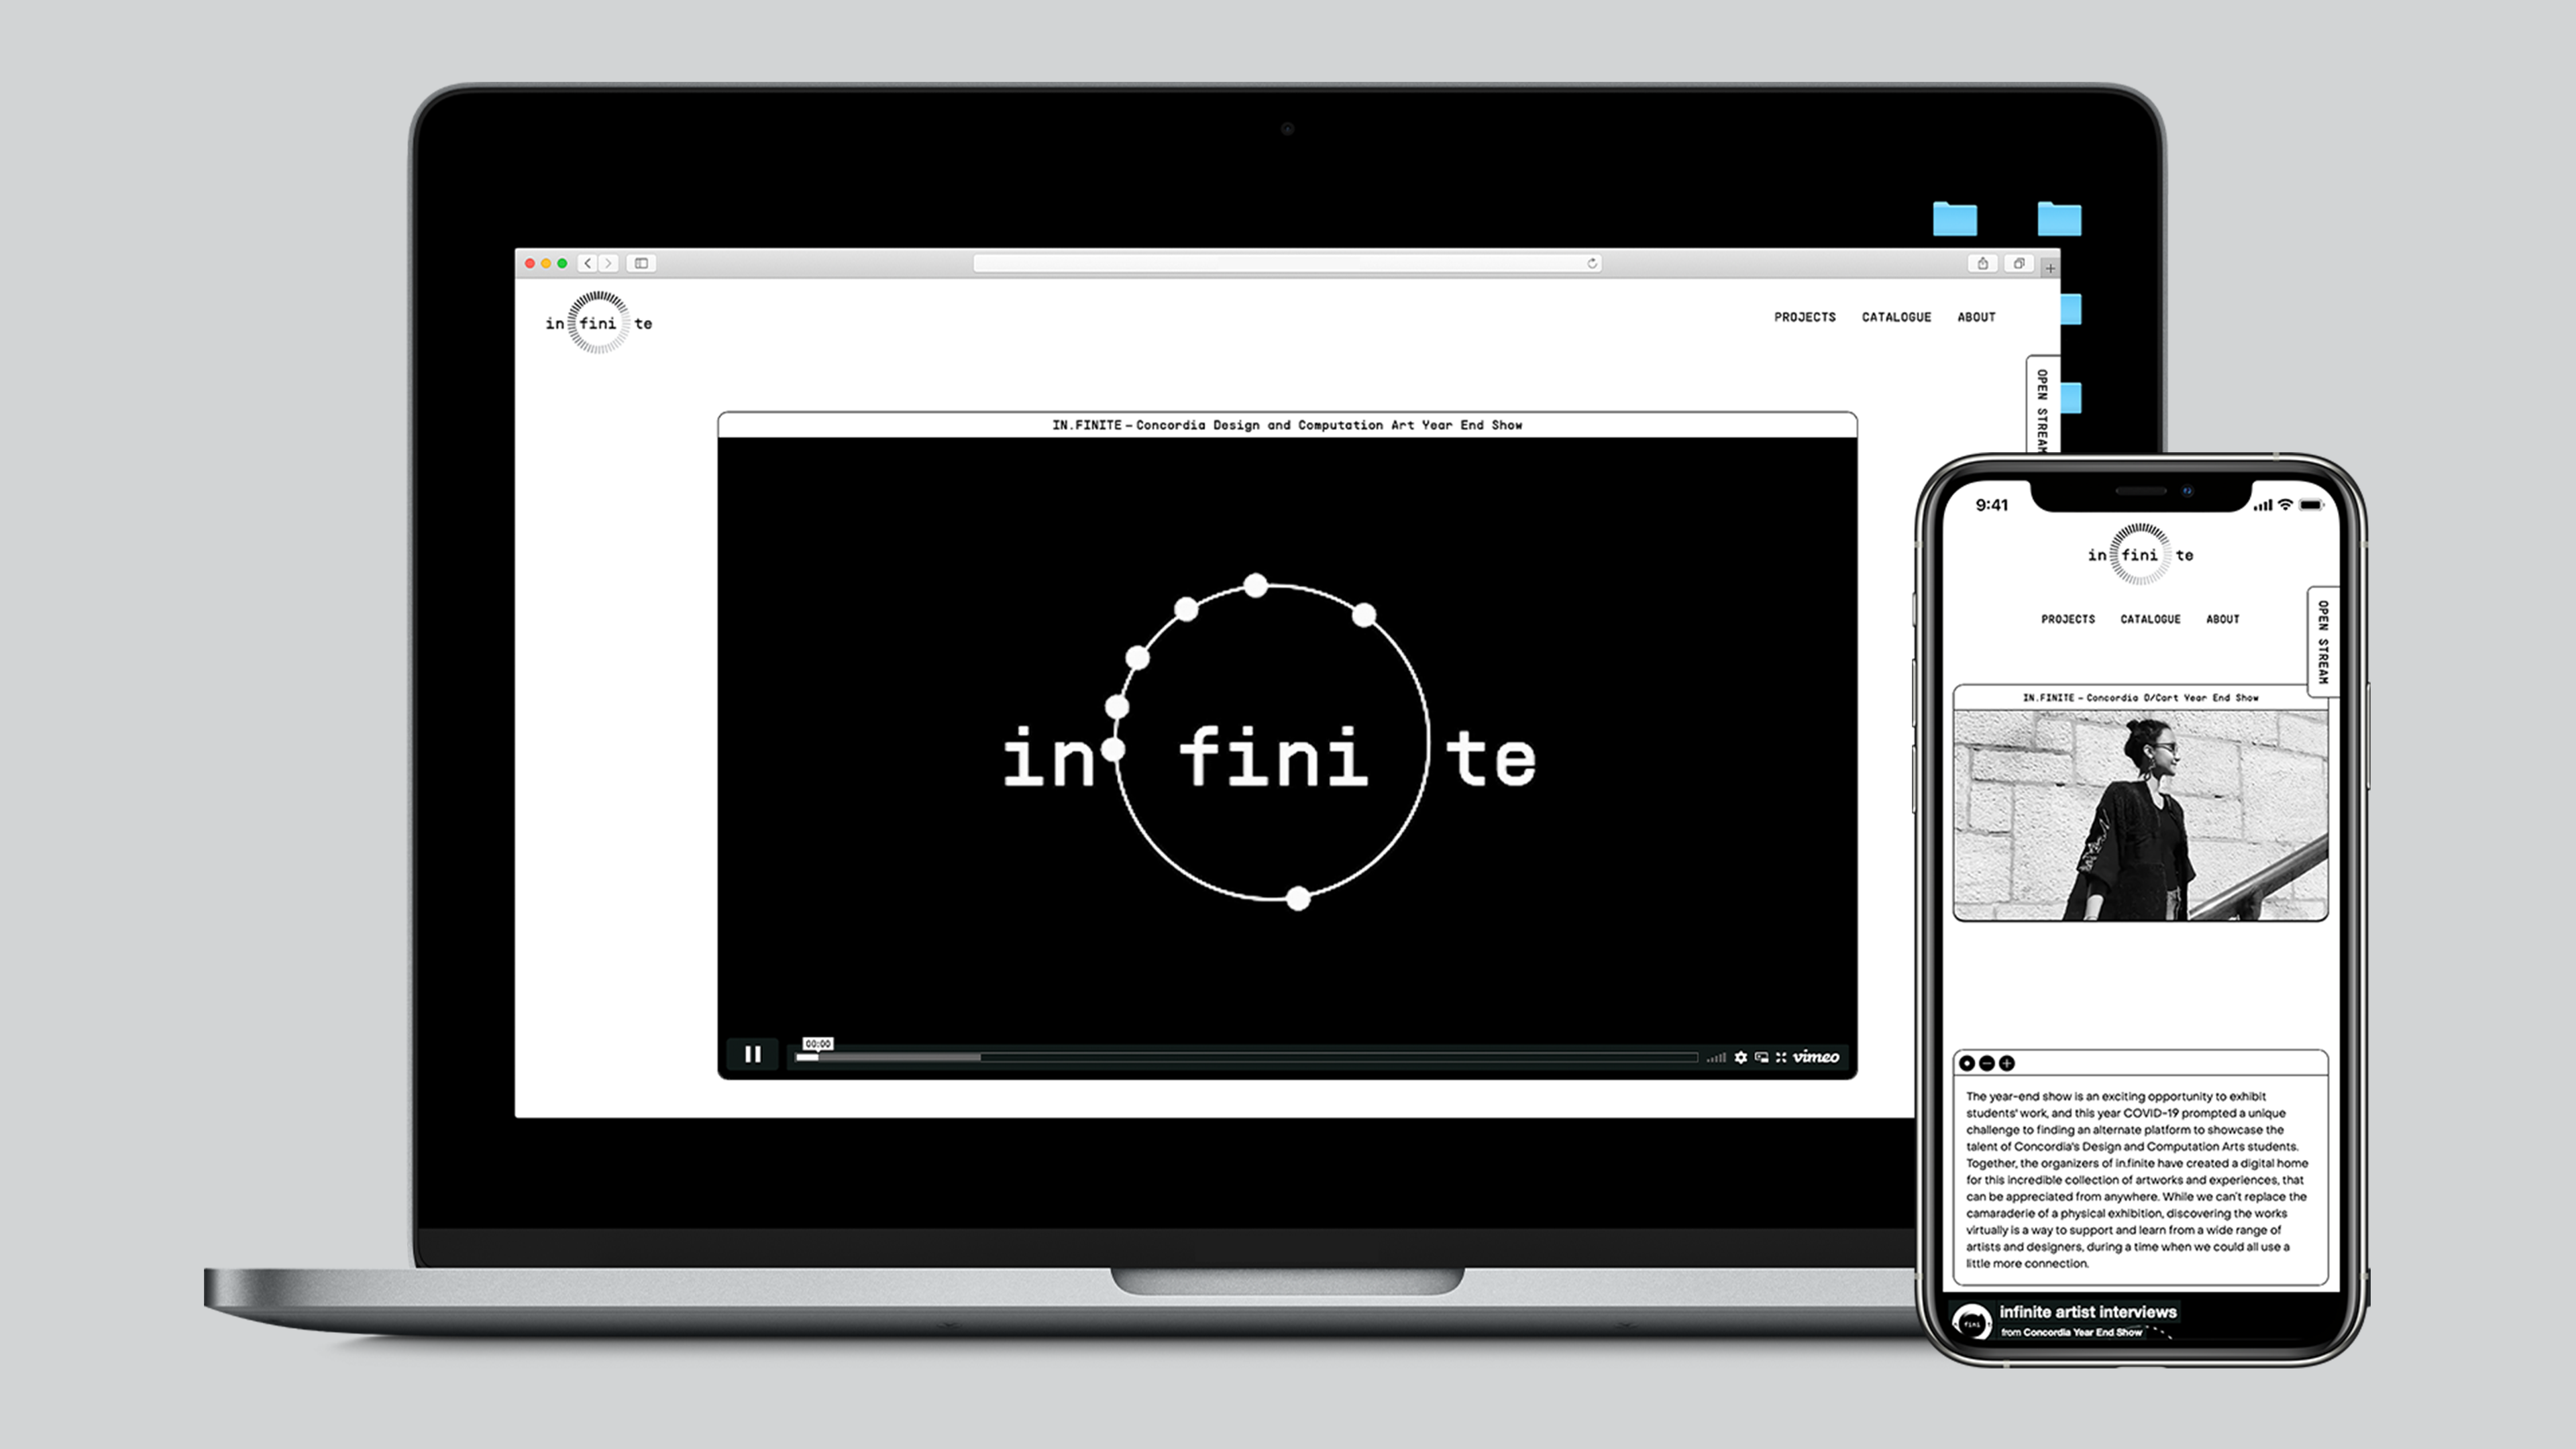 in fini te
PROJECTS CATALOGUE ABOUT
OPEN STREAM
IN.FINITE – Concordia Design and Computation Art Year End Show
in fini te
00:00
vimeo
9:41
in fini te
PROJECTS CATALOGUE ABOUT
OPEN STREAM
IN.FINITE – Concordia D/Cart Year End Show
The year-end show is an exciting opportunity to exhibit
students' work, and this year COVID-19 prompted a unique
challenge to finding an alternate platform to showcase the
talent of Concordia's Design and Computation Arts students.
Together, the organizers of in.finite have created a digital home
for this incredible collection of artworks and experiences, that
can be appreciated from anywhere. While we can't replace the
camaraderie of a physical exhibition, discovering the works
virtually is a way to support and learn from a wide range of
artists and designers, during a time when we could all use a
little more connection.
fini
infinite artist interviews
from Concordia Year End Show